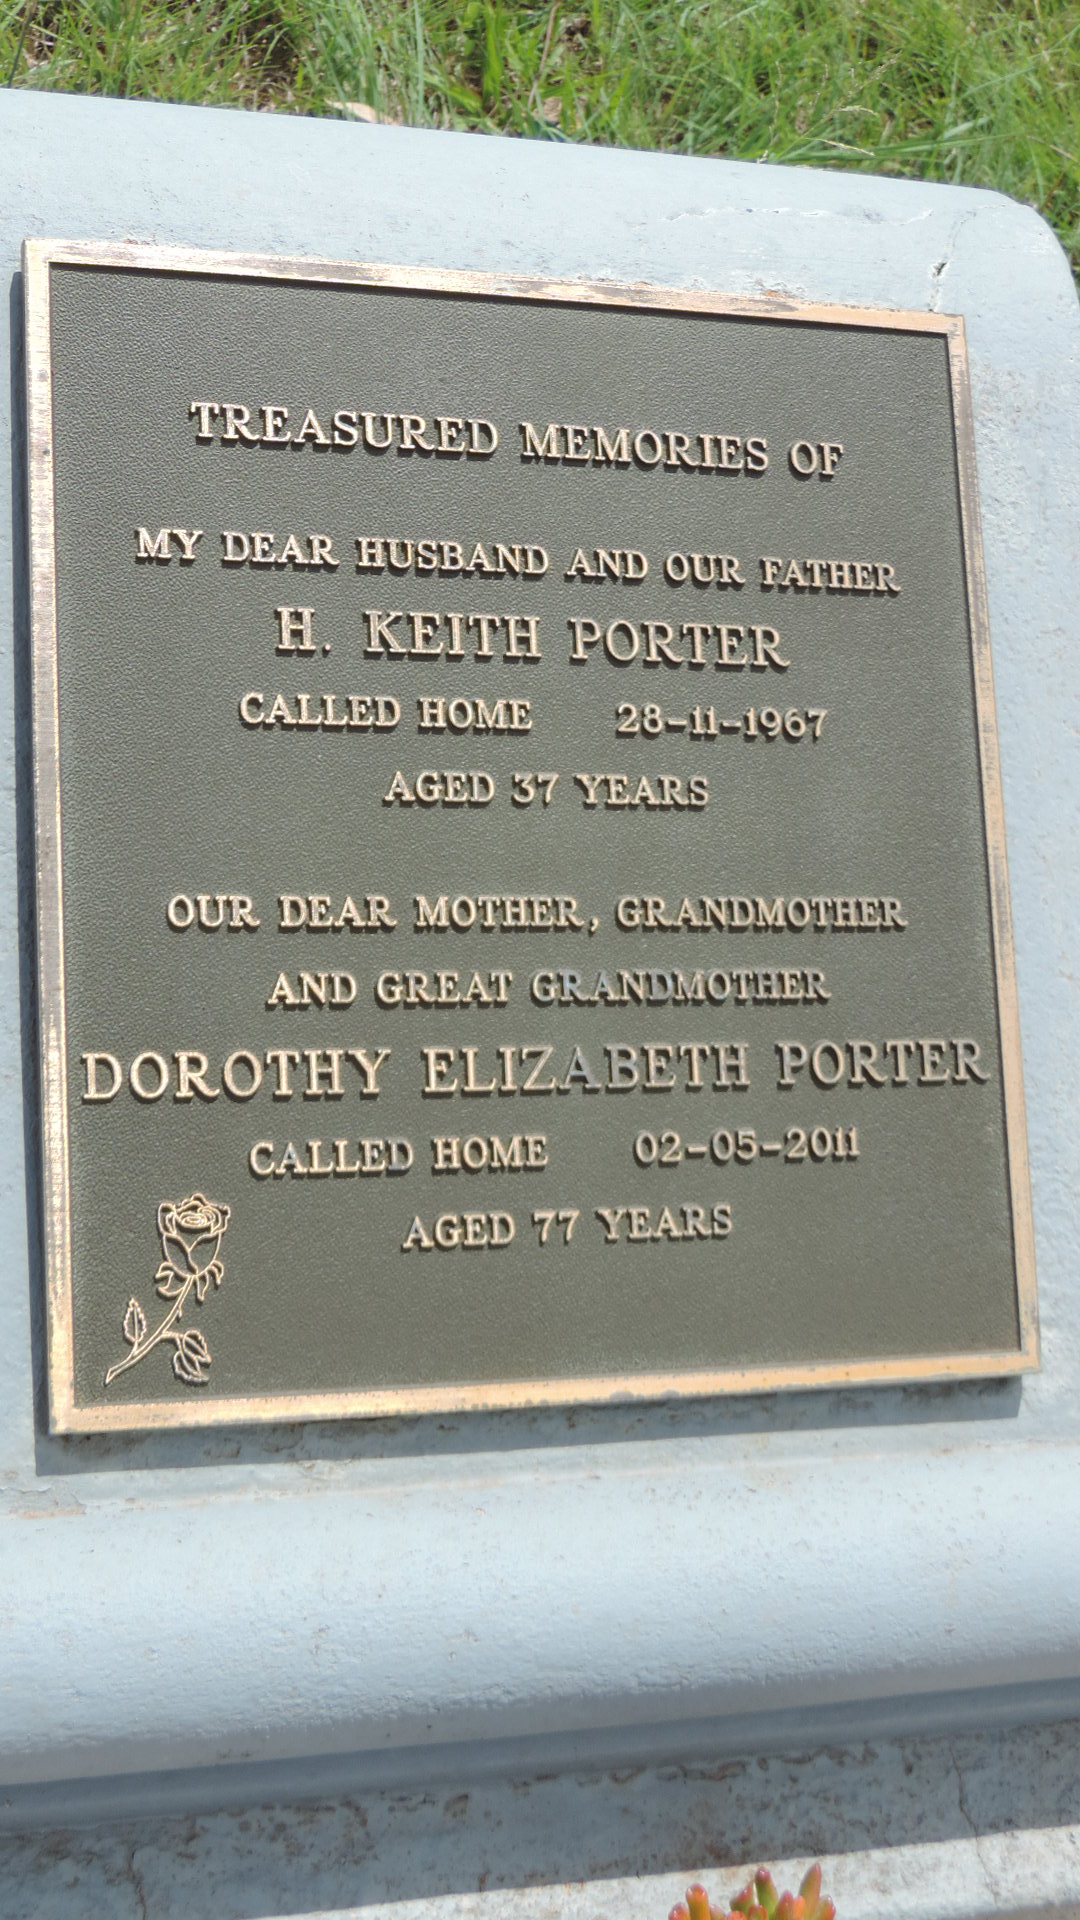 TREASURED MEMORIES OF
MY DEAR HUSBAND AND OUR FATHER
H. KEITH PORTER
CALLED HOME 28-11-1967
AGED 37 YEARS
OUR DEAR MOTHER, GRANDMOTHER
AND GREAT GRANDMOTHER
DOROTHY ELIZABETH PORTER
CALLED HOME 02-05-2011
AGED 77 YEARS